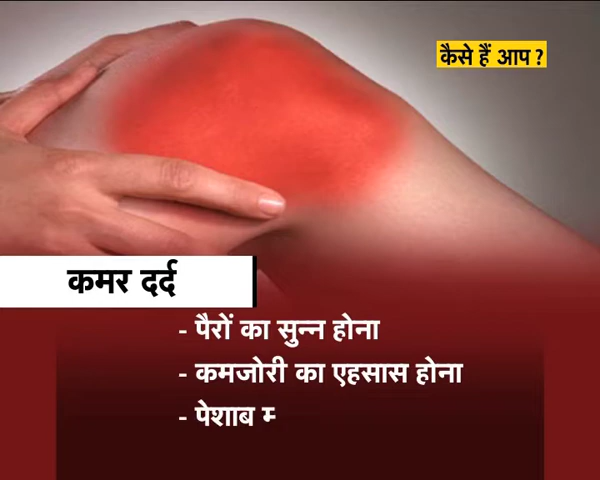 कैसे हैं आप ?
कमर दर्द
- पैरों का सुन्न होना
- कमजोरी का एहसास होना
- पेशाब